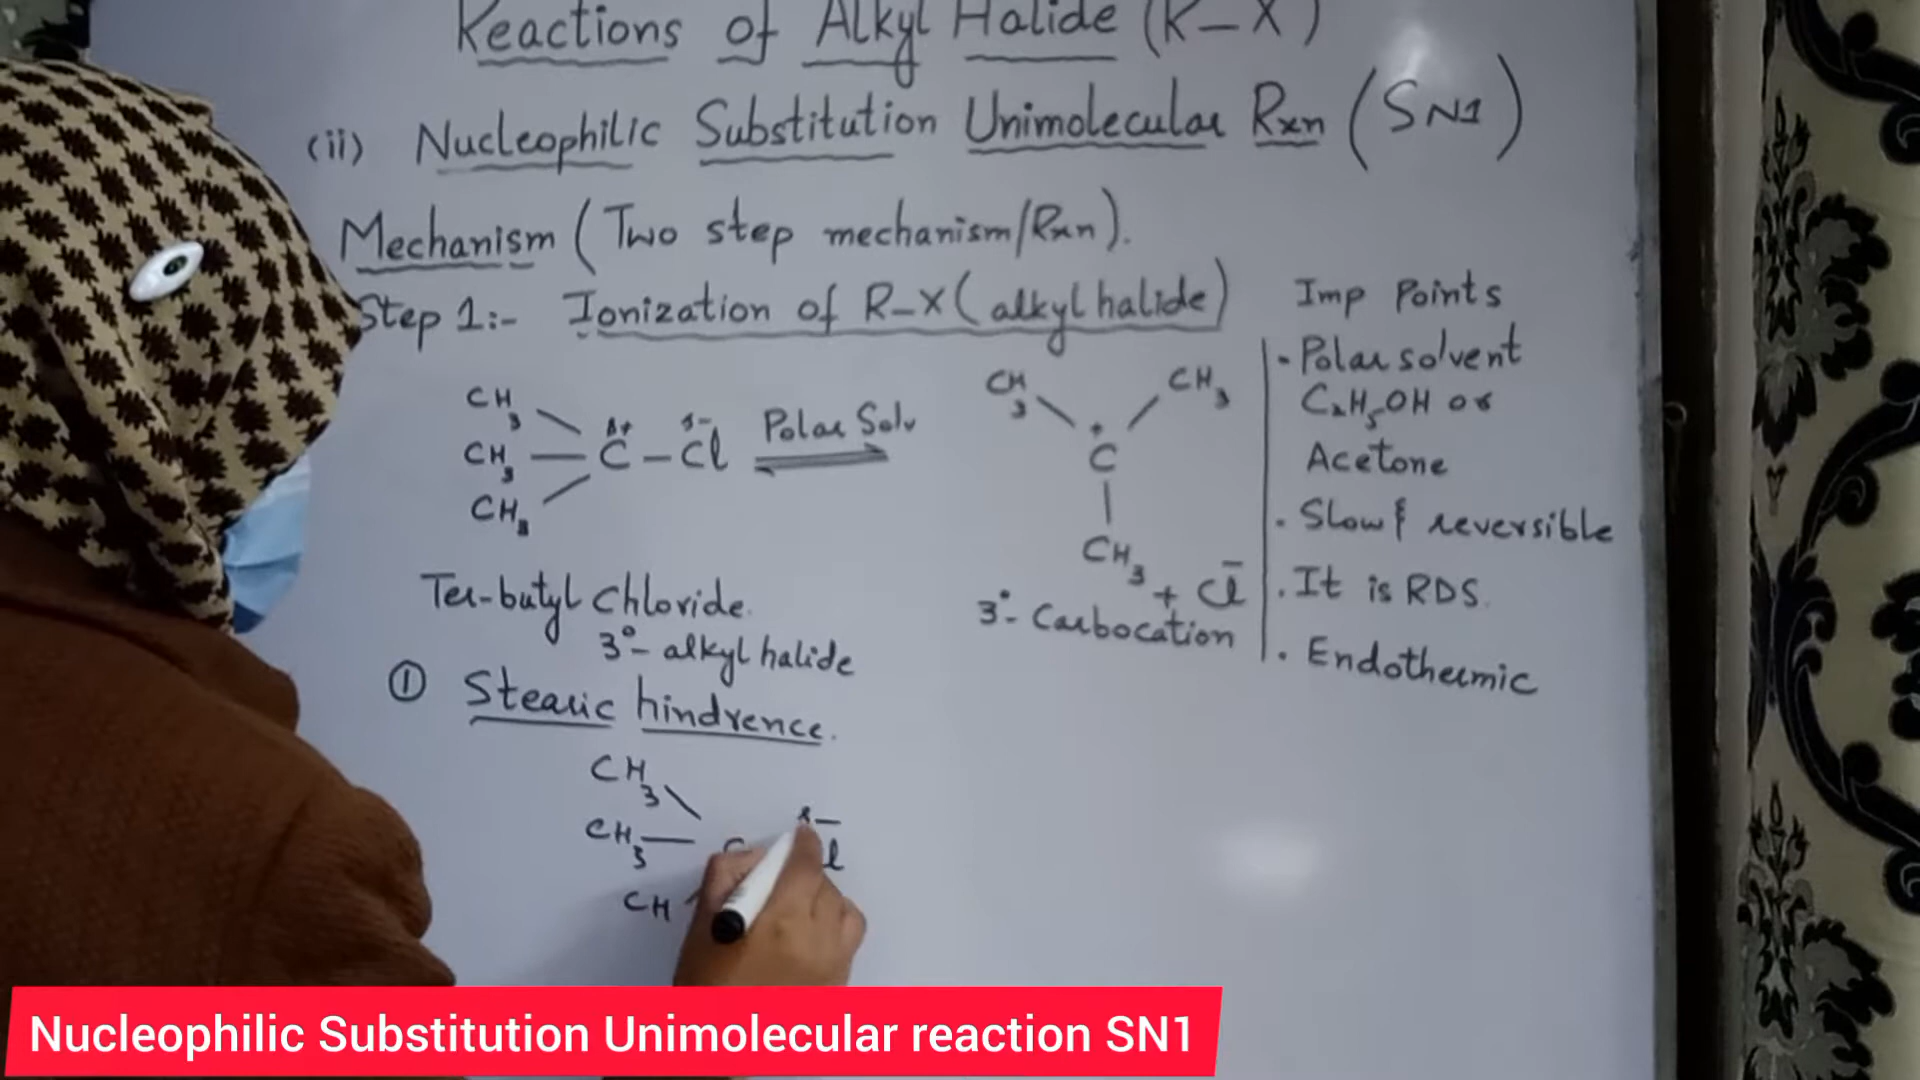 Reactions of Alkyl Halide (R-X)
(ii) Nucleophilic Substitution Unimolecular Rxn (SN1)
Mechanism (Two step mechanism/Rxn).
Step 1:- Ionization of R-X (alkyl halide)
CH3
CH3 — Cδ+ — Clδ- Polar Solv
CH3
CH3 CH3
C+
CH3 + Cl-
Ter-butyl chloride.
3°- alkyl halide
3°- Carbocation
Imp Points
• Polar solvent
C2H5OH or
Acetone
• Slow & reversible
• It is RDS.
• Endothermic
① Stearic hindrence.
CH3
CH3 — δ-
CH
Nucleophilic Substitution Unimolecular reaction SN1